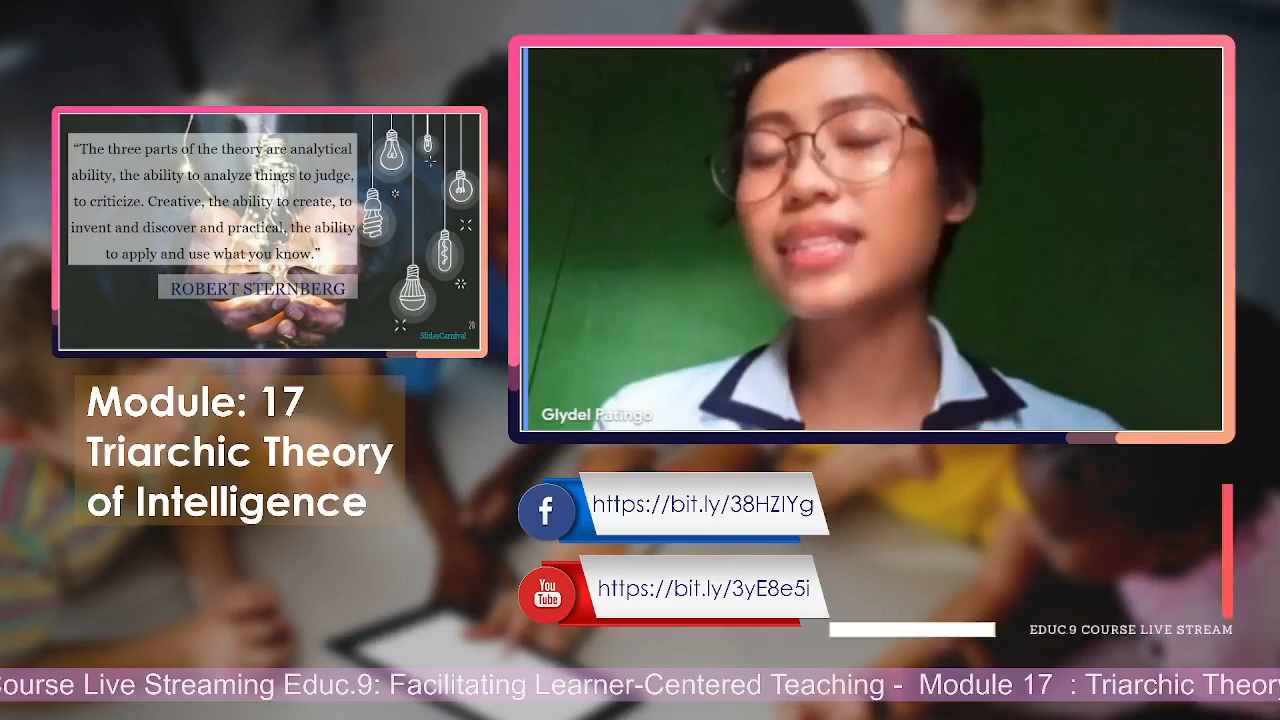 “The three parts of the theory are analytical
ability, the ability to analyze things to judge,
to criticize. Creative, the ability to create, to
invent and discover and practical, the ability
to apply and use what you know.”
ROBERT STERNBERG
20
SlidesCarnival
Module: 17
Triarchic Theory
of Intelligence
Glydel Patingo
f
https://bit.ly/38HZIYg
You
Tube
https://bit.ly/3yE8e5i
EDUC.9 COURSE LIVE STREAM
Course Live Streaming Educ.9: Facilitating Learner-Centered Teaching - Module 17 : Triarchic Theory